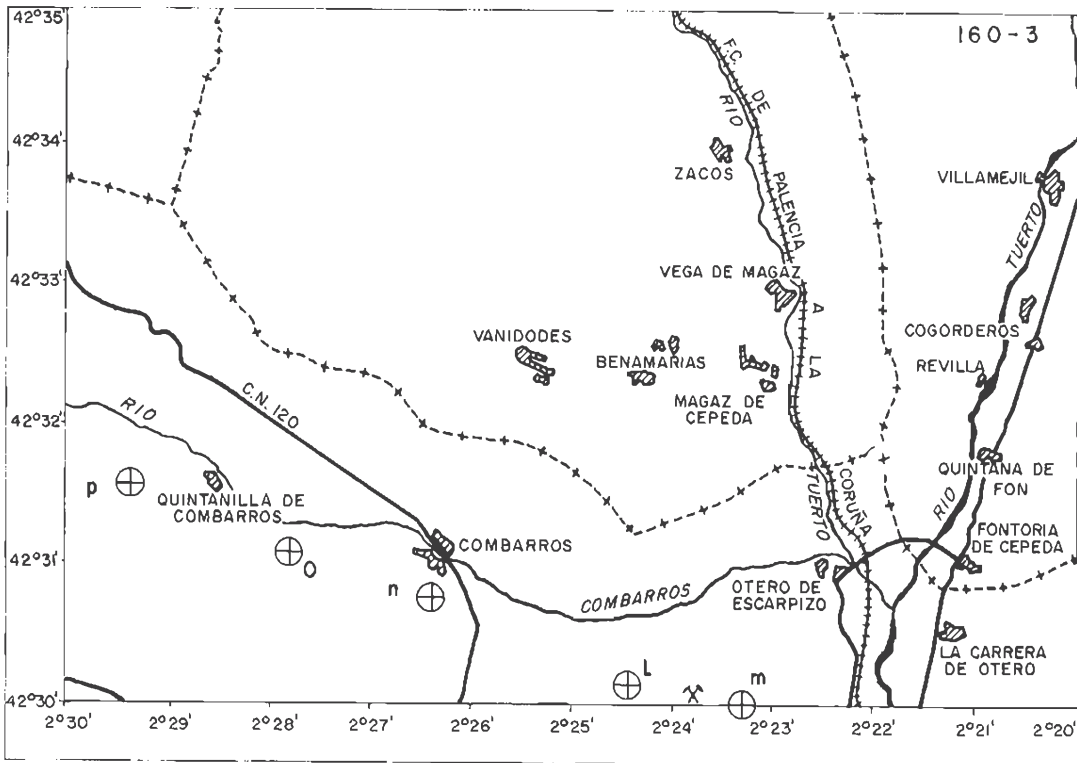 42°35'
160-3
F.C. DE PALENCIA A LA CORUÑA
RIO
42°34'
ZACOS
VILLAMEJIL
TUERTO
42°33'
VEGA DE MAGAZ
COGORDEROS
VANIDODES
BENAMARIAS
REVILLA
MAGAZ DE
CEPEDA
C.N. 120
RIO
42°32'
QUINTANA DE
FON
p
QUINTANILLA DE
COMBARROS
TUERTO
RIO
FONTORIA
DE CEPEDA
42°31'
O
COMBARROS
n
COMBARROS
OTERO DE
ESCARPIZO
LA CARRERA
DE OTERO
L
m
42°30'
2°30'
2°29'
2°28'
2°27'
2°26'
2°25'
2°24'
2°23'
2°22'
2°21'
2°20'